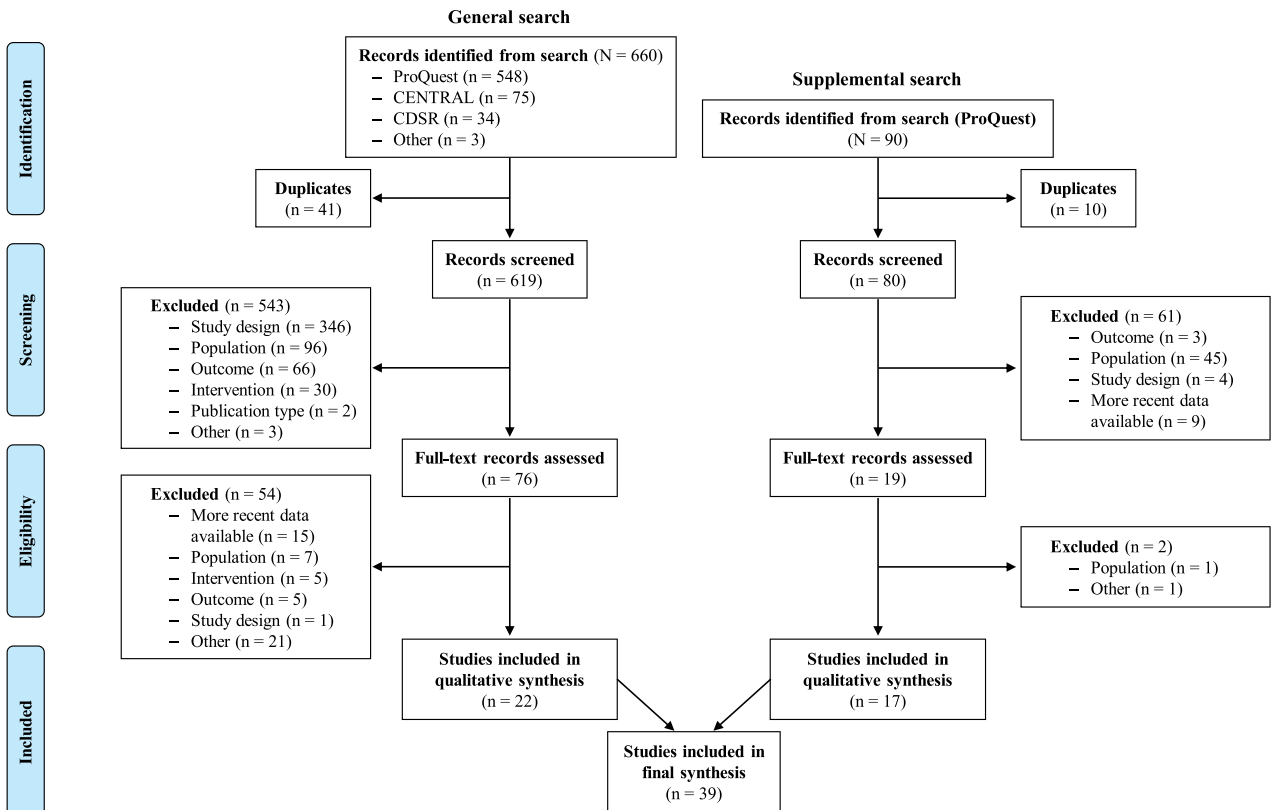 General search
Records identified from search (N = 660)
– ProQuest (n = 548)
– CENTRAL (n = 75)
– CDSR (n = 34)
– Other (n = 3)
Supplemental search
Records identified from search (ProQuest)
(N = 90)
Identification
Duplicates
(n = 41)
Duplicates
(n = 10)
Screening
Records screened
(n = 619)
Records screened
(n = 80)
Excluded (n = 543)
– Study design (n = 346)
– Population (n = 96)
– Outcome (n = 66)
– Intervention (n = 30)
– Publication type (n = 2)
– Other (n = 3)
Excluded (n = 61)
– Outcome (n = 3)
– Population (n = 45)
– Study design (n = 4)
– More recent data
available (n = 9)
Eligibility
Full-text records assessed
(n = 76)
Full-text records assessed
(n = 19)
Excluded (n = 54)
– More recent data
available (n = 15)
– Population (n = 7)
– Intervention (n = 5)
– Outcome (n = 5)
– Study design (n = 1)
– Other (n = 21)
Excluded (n = 2)
– Population (n = 1)
– Other (n = 1)
Included
Studies included in
qualitative synthesis
(n = 22)
Studies included in
qualitative synthesis
(n = 17)
Studies included in
final synthesis
(n = 39)